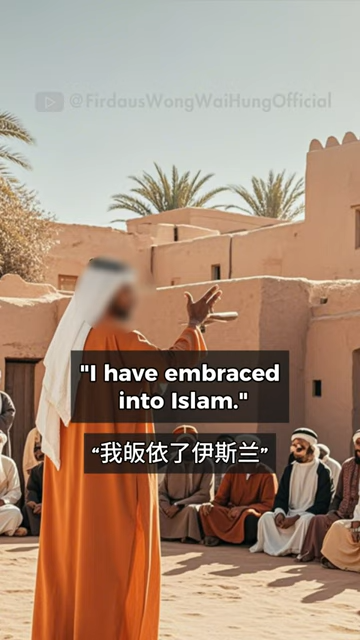 @FirdausWongWaiHungOfficial
"I have embraced
into Islam."
“我皈依了伊斯兰”